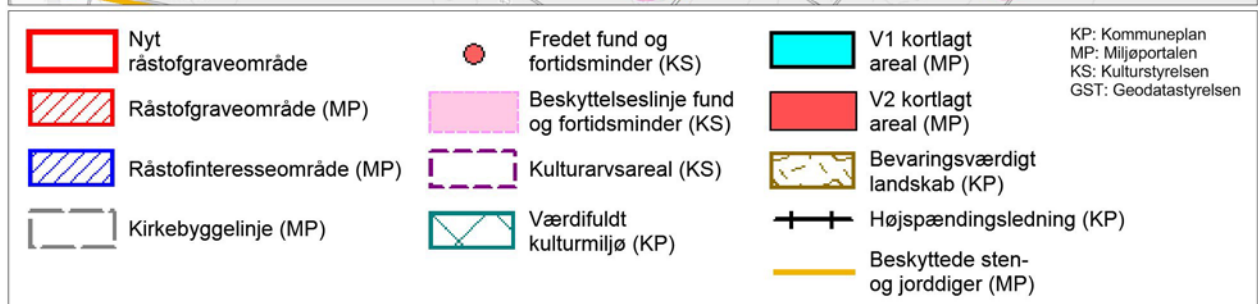 Nyt
råstofgraveområde
Råstofgraveområde (MP)
Råstofinteresseområde (MP)
Kirkebyggelinje (MP)
Fredet fund og
fortidsminder (KS)
Beskyttelseslinje fund
og fortidsminder (KS)
Kulturarvsareal (KS)
Værdifuldt
kulturmiljø (KP)
V1 kortlagt
areal (MP)
V2 kortlagt
areal (MP)
Bevaringsværdigt
landskab (KP)
Højspændingsledning (KP)
Beskyttede sten-
og jorddiger (MP)
KP: Kommuneplan
MP: Miljøportalen
KS: Kulturstyrelsen
GST: Geodatastyrelsen